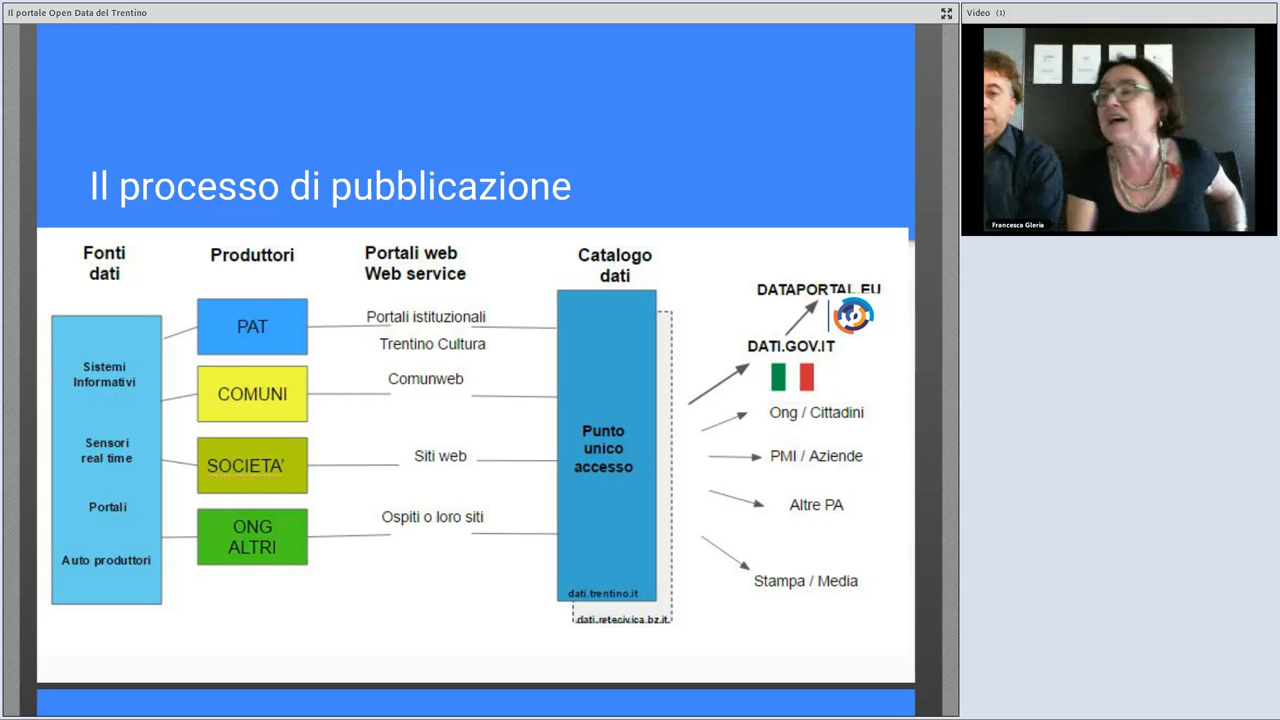 Il portale Open Data del Trentino
Video (1)
Francesca Gleria
Il processo di pubblicazione
Fonti
dati
Produttori
Portali web
Web service
Catalogo
dati
Sistemi
Informativi
Sensori
real time
Portali
Auto produttori
PAT
COMUNI
SOCIETA'
ONG
ALTRI
Portali istituzionali
Trentino Cultura
Comunweb
Siti web
Ospiti o loro siti
Punto
unico
accesso
dati.trentino.it
dati.retecivica.bz.it
DATAPORTAL.EU
DATI.GOV.IT
Ong / Cittadini
PMI / Aziende
Altre PA
Stampa / Media